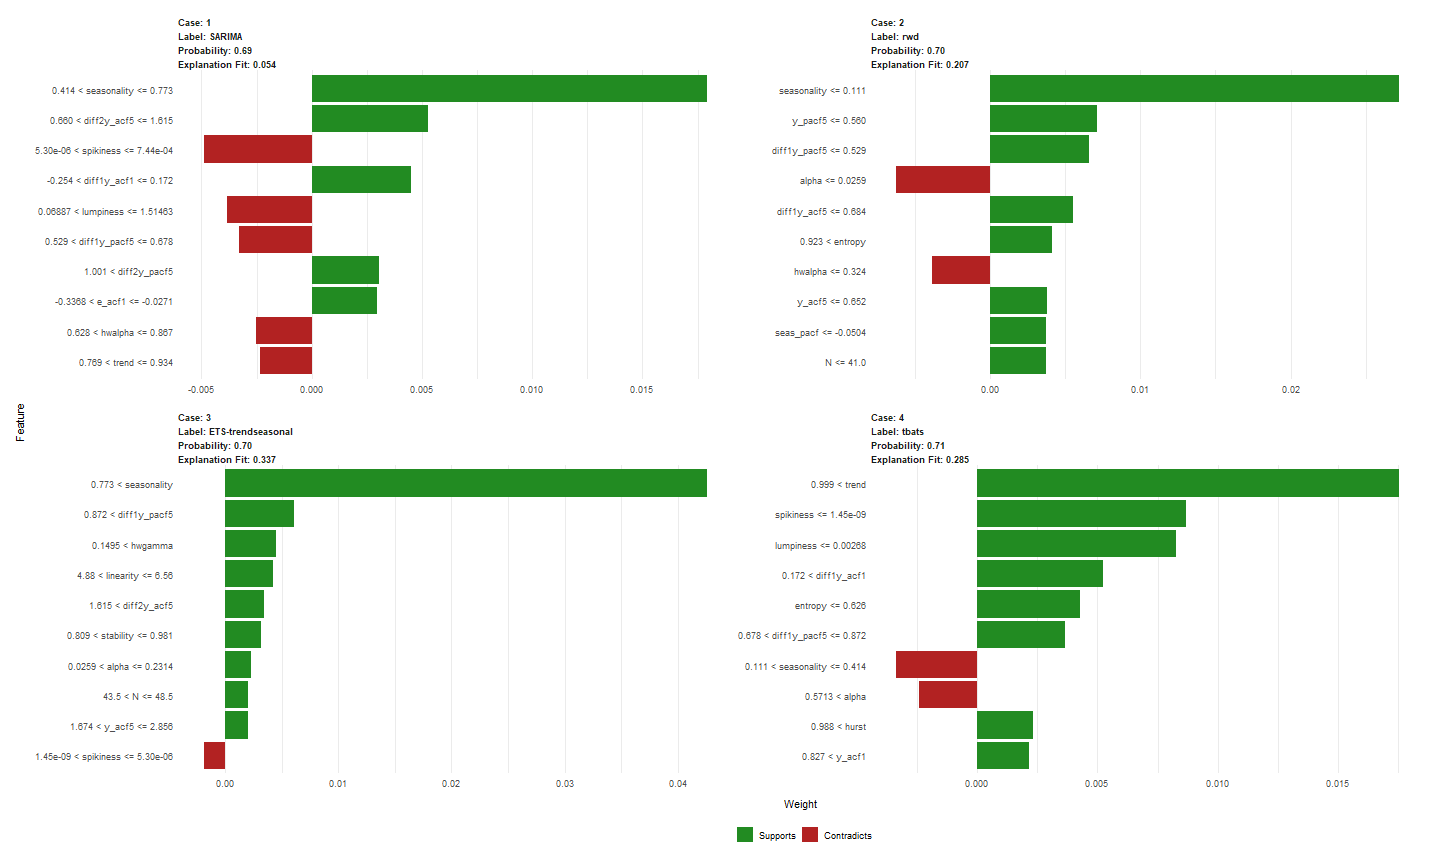 Case: 1
Label: SARIMA
Probability: 0.69
Explanation Fit: 0.054
0.414 < seasonality <= 0.773
0.660 < diff2y_acf5 <= 1.615
5.30e-06 < spikiness <= 7.44e-04
-0.254 < diff1y_acf1 <= 0.172
0.06887 < lumpiness <= 1.51463
0.529 < diff1y_pacf5 <= 0.678
1.001 < diff2y_pacf5
-0.3368 < e_acf1 <= -0.0271
0.628 < hwalpha <= 0.867
0.769 < trend <= 0.934
-0.005 0.000 0.005 0.010 0.015
Case: 2
Label: rwd
Probability: 0.70
Explanation Fit: 0.207
seasonality <= 0.111
y_pacf5 <= 0.560
diff1y_pacf5 <= 0.529
alpha <= 0.0259
diff1y_acf5 <= 0.684
0.923 < entropy
hwalpha <= 0.324
y_acf5 <= 0.652
seas_pacf <= -0.0504
N <= 41.0
0.00 0.01 0.02
Feature
Case: 3
Label: ETS-trendseasonal
Probability: 0.70
Explanation Fit: 0.337
0.773 < seasonality
0.872 < diff1y_pacf5
0.1495 < hwgamma
4.88 < linearity <= 6.56
1.615 < diff2y_acf5
0.809 < stability <= 0.981
0.0259 < alpha <= 0.2314
43.5 < N <= 48.5
1.674 < y_acf5 <= 2.856
1.45e-09 < spikiness <= 5.30e-06
0.00 0.01 0.02 0.03 0.04
Case: 4
Label: tbats
Probability: 0.71
Explanation Fit: 0.285
0.999 < trend
spikiness <= 1.45e-09
lumpiness <= 0.00268
0.172 < diff1y_acf1
entropy <= 0.626
0.678 < diff1y_pacf5 <= 0.872
0.111 < seasonality <= 0.414
0.5713 < alpha
0.988 < hurst
0.827 < y_acf1
0.000 0.005 0.010 0.015
Weight
Supports Contradicts